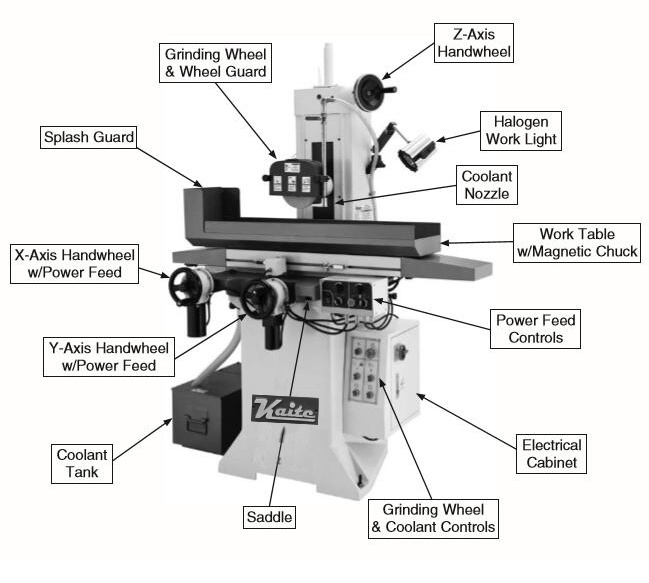 Z-Axis
Handwheel
Grinding Wheel
& Wheel Guard
Halogen
Work Light
Splash Guard
Coolant
Nozzle
Work Table
w/Magnetic Chuck
X-Axis Handwheel
w/Power Feed
Power Feed
Controls
Y-Axis Handwheel
w/Power Feed
Kaite
Coolant
Tank
Electrical
Cabinet
Saddle
Grinding Wheel
& Coolant Controls